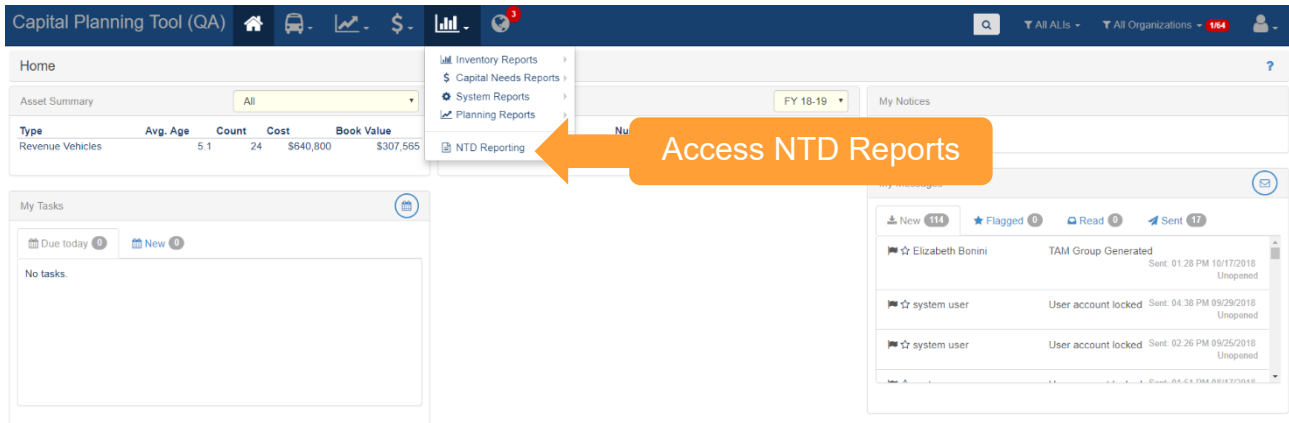 Capital Planning Tool (QA)
3
All ALIs
All Organizations
1/64
Home
?
Inventory Reports
$ Capital Needs Reports
System Reports
Planning Reports
NTD Reporting
Access NTD Reports
Asset Summary
All
Type Avg. Age Count Cost Book Value
Revenue Vehicles 5.1 24 $640,800 $307,565
FY 18-19
My Notices
My Tasks
Due today 0
New 0
No tasks.
My Messages
New 114
Flagged 0
Read 0
Sent 17
Elizabeth Bonini TAM Group Generated
Sent: 01:28 PM 10/17/2018
Unopened
system user User account locked Sent: 04:38 PM 09/29/2018
Unopened
system user User account locked Sent: 02:26 PM 09/25/2018
Unopened